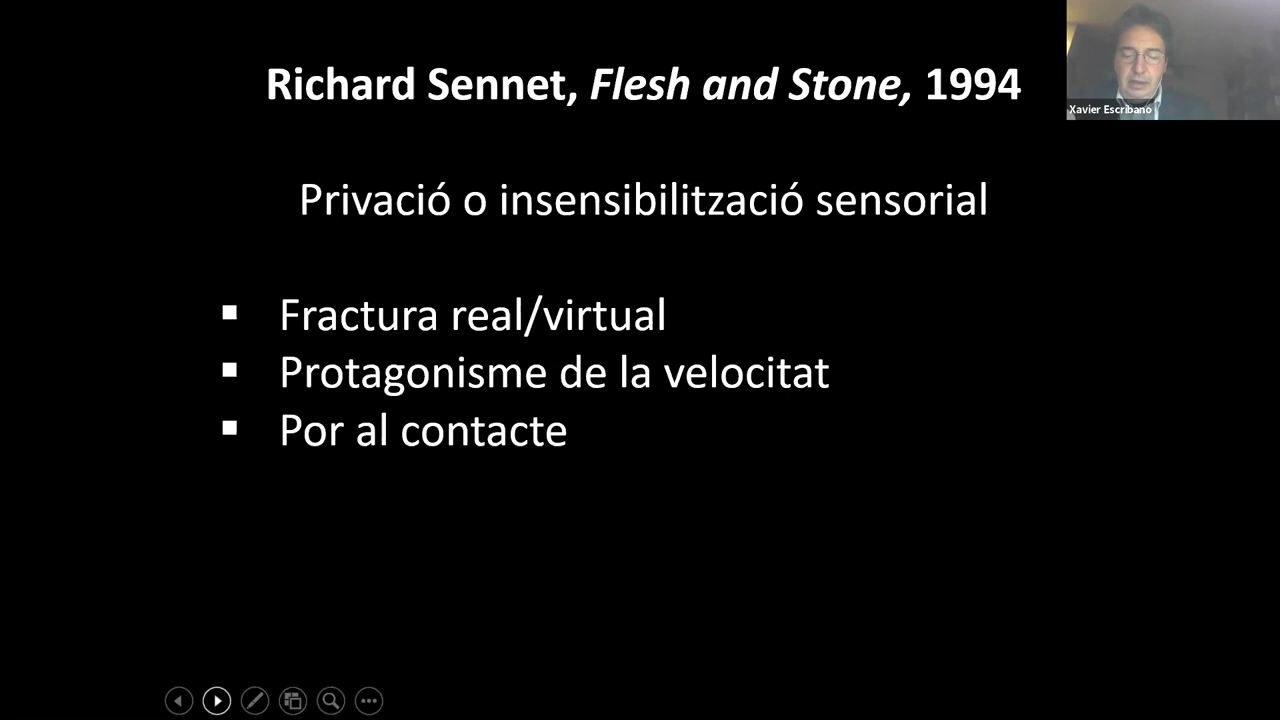 Richard Sennet, Flesh and Stone, 1994
Xavier Escribano
Privació o insensibilització sensorial
▪ Fractura real/virtual
▪ Protagonisme de la velocitat
▪ Por al contacte